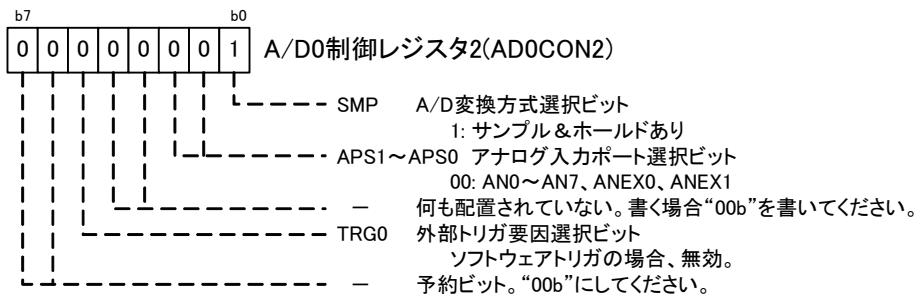 b7 b0
0 0 0 0 0 0 0 1 A/D0制御レジスタ2(AD0CON2)
SMP A/D変換方式選択ビット
1: サンプル&ホールドあり
APS1～APS0 アナログ入力ポート選択ビット
00: AN0～AN7、ANEX0、ANEX1
－ 何も配置されていない。書く場合“00b”を書いてください。
TRG0 外部トリガ要因選択ビット
ソフトウェアトリガの場合、無効。
－ 予約ビット。“00b”にしてください。